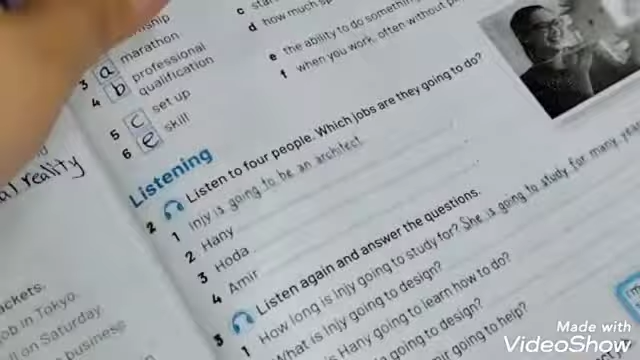 c
d how much
3 a marathon
4 b professional
qualification
e the ability to do
f when you work, often without
5 c set up
6 e skill
al reality
Listening
2 Listen to four people. Which jobs are they going to do?
1 Injy is going to be an architect.
2 Hany
3 Hoda
4 Amir
3 Listen again and answer the questions.
1 How long is Injy going to study for? She is going to study for many
What is Injy going to design?
is Hany going to learn how to do?
going to design?
going to help?
ackets.
ob in Tokyo.
on Saturday.
business
Made with
VideoShow